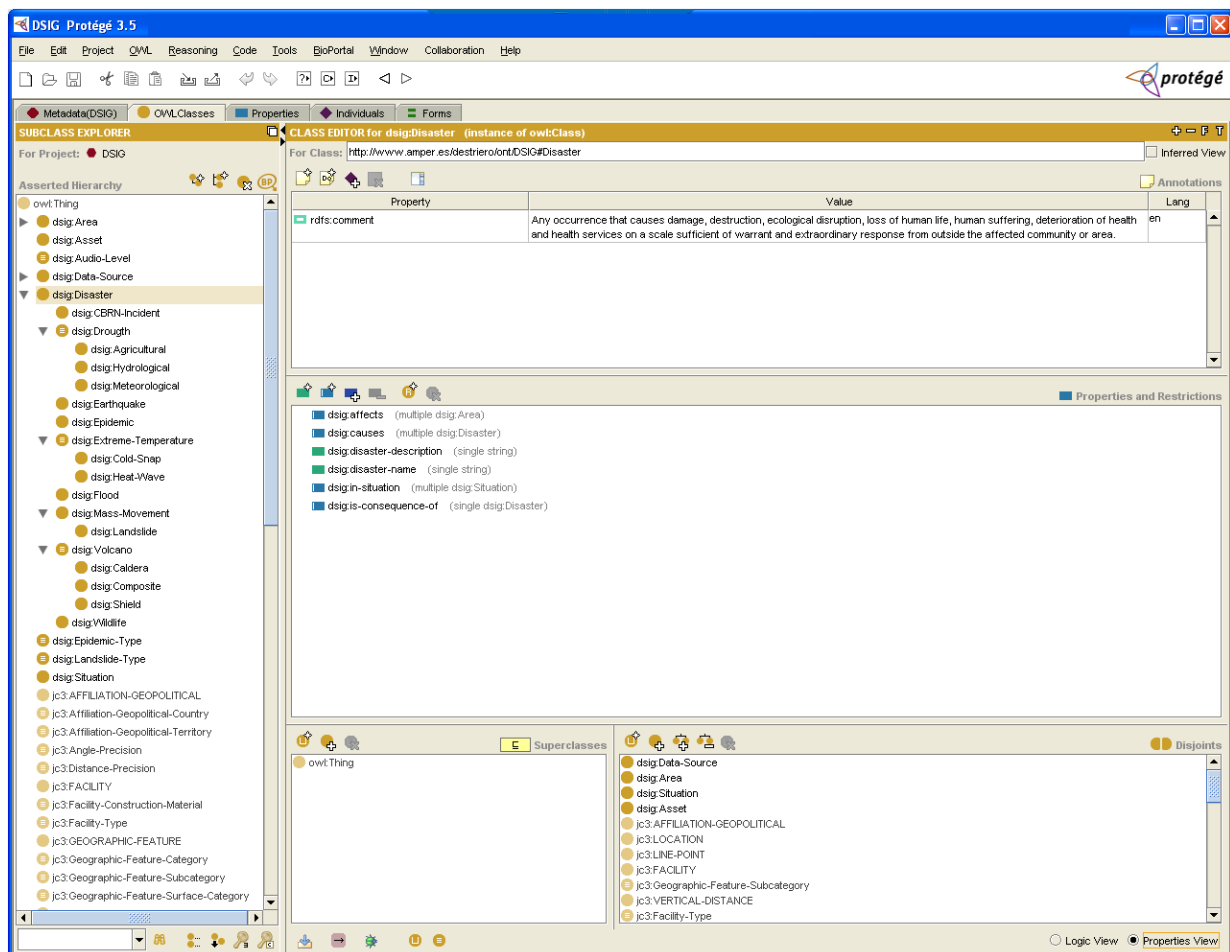 DSIG Protégé 3.5
File Edit Project OWL Reasoning Code Tools BioPortal Window Collaboration Help
protégé
Metadata(DSIG) OWLClasses Properties Individuals Forms
SUBCLASS EXPLORER
For Project: DSIG
Asserted Hierarchy
BP
owl:Thing
dsig:Area
dsig:Asset
dsig:Audio-Level
dsig:Data-Source
dsig:Disaster
dsig:CBRN-Incident
dsig:Drougth
dsig:Agricultural
dsig:Hydrological
dsig:Meteorological
dsig:Earthquake
dsig:Epidemic
dsig:Extreme-Temperature
dsig:Cold-Snap
dsig:Heat-Wave
dsig:Flood
dsig:Mass-Movement
dsig:Landslide
dsig:Volcano
dsig:Caldera
dsig:Composite
dsig:Shield
dsig:Wildlife
dsig:Epidemic-Type
dsig:Landslide-Type
dsig:Situation
jc3:AFFILIATION-GEOPOLITICAL
jc3:Affiliation-Geopolitical-Country
jc3:Affiliation-Geopolitical-Territory
jc3:Angle-Precision
jc3:Distance-Precision
jc3:FACILITY
jc3:Facility-Construction-Material
jc3:Facility-Type
jc3:GEOGRAPHIC-FEATURE
jc3:Geographic-Feature-Category
jc3:Geographic-Feature-Subcategory
jc3:Geographic-Feature-Surface-Category
CLASS EDITOR for dsig:Disaster (instance of owl:Class)
F T
For Class: http://www.amper.es/destriero/ont/DSIG#Disaster
Inferred View
Annotations
Property Value Lang
rdfs:comment
Any occurrence that causes damage, destruction, ecological disruption, loss of human life, human suffering, deterioration of health
and health services on a scale sufficient of warrant and extraordinary response from outside the affected community or area.
en
Properties and Restrictions
dsig:affects (multiple dsig:Area)
dsig:causes (multiple dsig:Disaster)
dsig:disaster-description (single string)
dsig:disaster-name (single string)
dsig:in-situation (multiple dsig:Situation)
dsig:is-consequence-of (single dsig:Disaster)
Superclasses
owl:Thing
Disjoints
dsig:Data-Source
dsig:Area
dsig:Situation
dsig:Asset
jc3:AFFILIATION-GEOPOLITICAL
jc3:LOCATION
jc3:LINE-POINT
jc3:FACILITY
jc3:Geographic-Feature-Subcategory
jc3:VERTICAL-DISTANCE
jc3:Facility-Type
Logic View Properties View